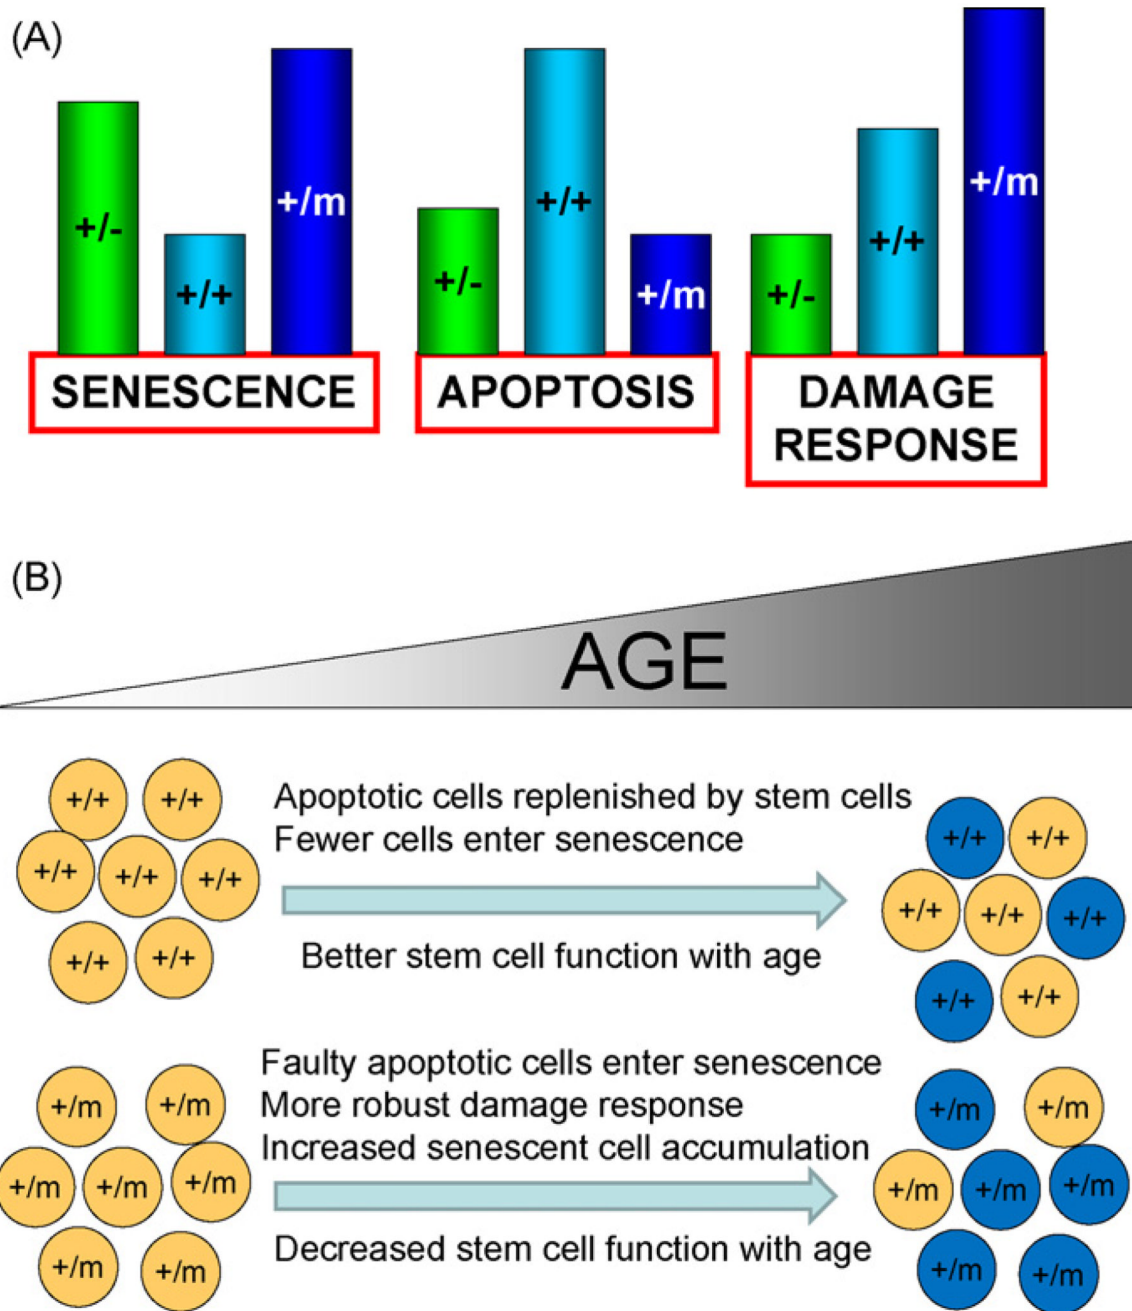 (A)
+/-
+/+
+/m
+/-
+/+
+/m
+/-
+/+
+/m
SENESCENCE
APOPTOSIS
DAMAGE
RESPONSE
(B)
AGE
+/+ +/+
+/+ +/+ +/+
+/+ +/+
Apoptotic cells replenished by stem cells
Fewer cells enter senescence
Better stem cell function with age
+/+ +/+
+/+ +/+ +/+
+/+ +/+
+/m +/m
+/m +/m +/m
+/m +/m
Faulty apoptotic cells enter senescence
More robust damage response
Increased senescent cell accumulation
Decreased stem cell function with age
+/m +/m
+/m +/m +/m
+/m +/m